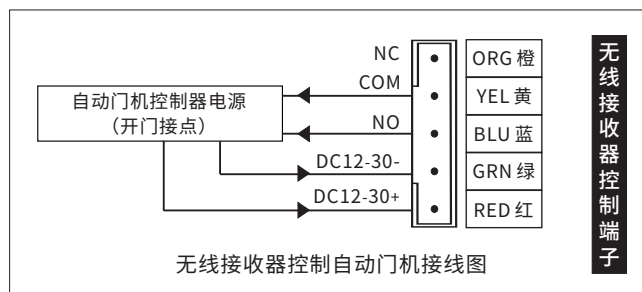 NC
ORG 橙
COM
YEL 黄
自动门机控制器电源
(开门接点)
NO
BLU 蓝
DC12-30-
GRN 绿
DC12-30+
RED 红
无线接收器控制端子
无线接收器控制自动门机接线图